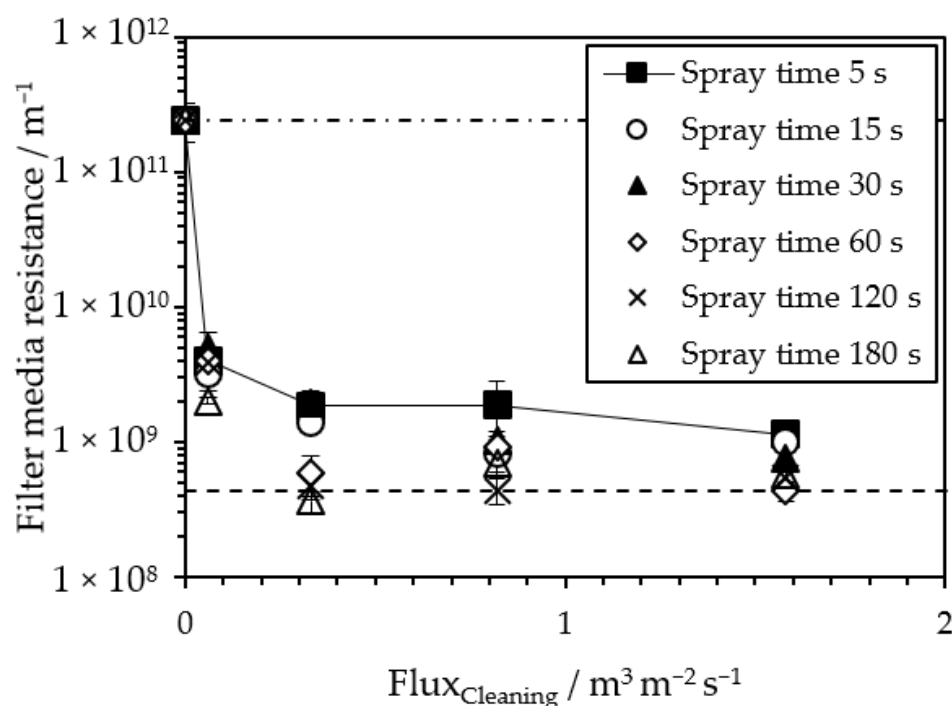 Filter media resistance / m⁻¹
1 × 10¹²
1 × 10¹¹
1 × 10¹⁰
1 × 10⁹
1 × 10⁸
Spray time 5 s
Spray time 15 s
Spray time 30 s
Spray time 60 s
Spray time 120 s
Spray time 180 s
0 1 2
Flux_Cleaning / m³ m⁻² s⁻¹